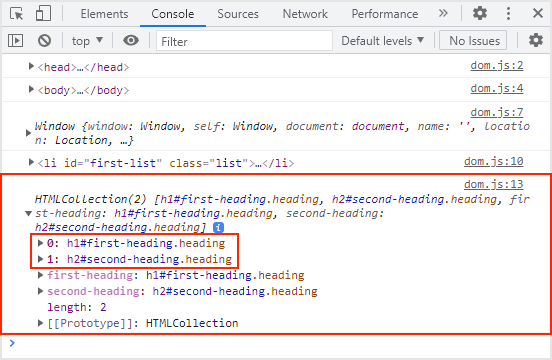 Elements Console Sources Network Performance »
top ▼ Filter Default levels ▼ No Issues
▶ <head>…</head> dom.js:2
▶ <body>…</body> dom.js:4
dom.js:7
Window {window: Window, self: Window, document: document, name: '', locatio
▶ n: Location, …}
▶ <li id="first-list" class="list">…</li> dom.js:10
dom.js:13
HTMLCollection(2) [h1#first-heading.heading, h2#second-heading.heading, fir
▼ st-heading: h1#first-heading.heading, second-heading:
h2#second-heading.heading] i
▶ 0: h1#first-heading.heading
▶ 1: h2#second-heading.heading
▶ first-heading: h1#first-heading.heading
▶ second-heading: h2#second-heading.heading
length: 2
▶ [[Prototype]]: HTMLCollection
>